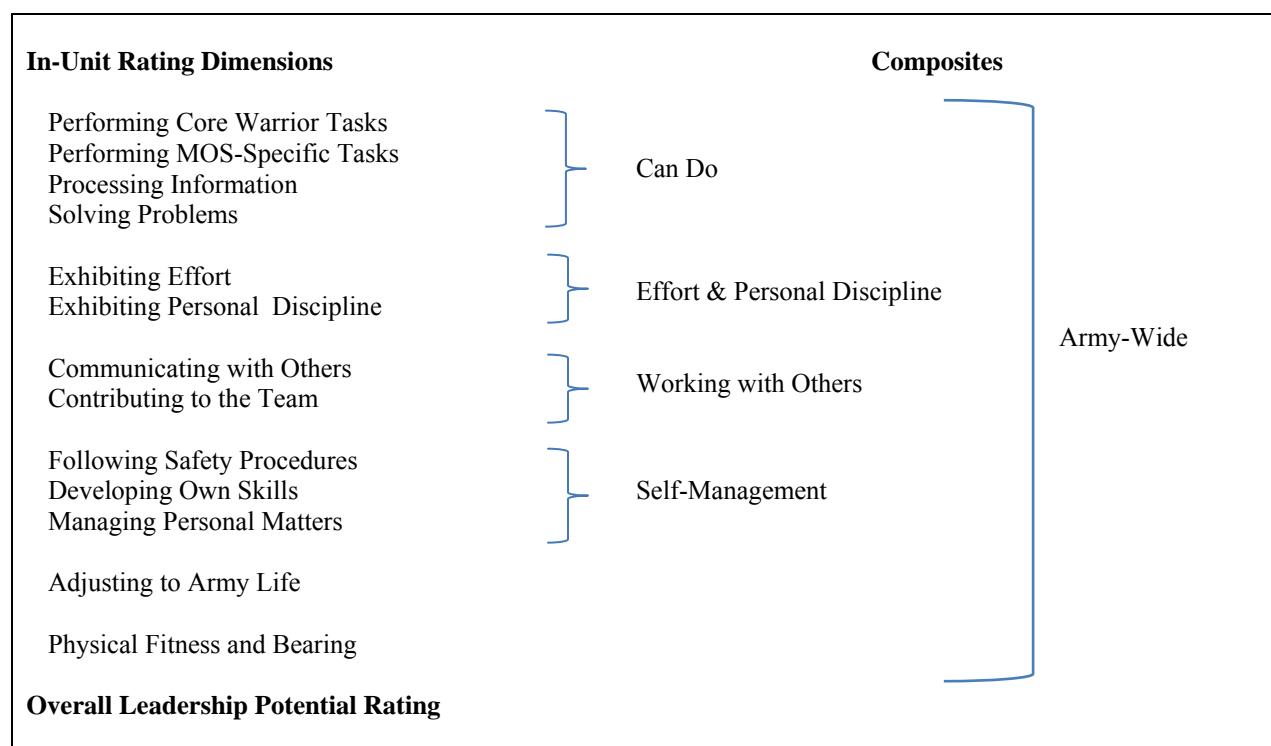 In-Unit Rating Dimensions
Composites
Performing Core Warrior Tasks
Performing MOS-Specific Tasks
Processing Information
Solving Problems
Can Do
Exhibiting Effort
Exhibiting Personal  Discipline
Effort & Personal Discipline
Communicating with Others
Contributing to the Team
Working with Others
Following Safety Procedures
Developing Own Skills
Managing Personal Matters
Self-Management
Adjusting to Army Life
Physical Fitness and Bearing
Army-Wide
Overall Leadership Potential Rating